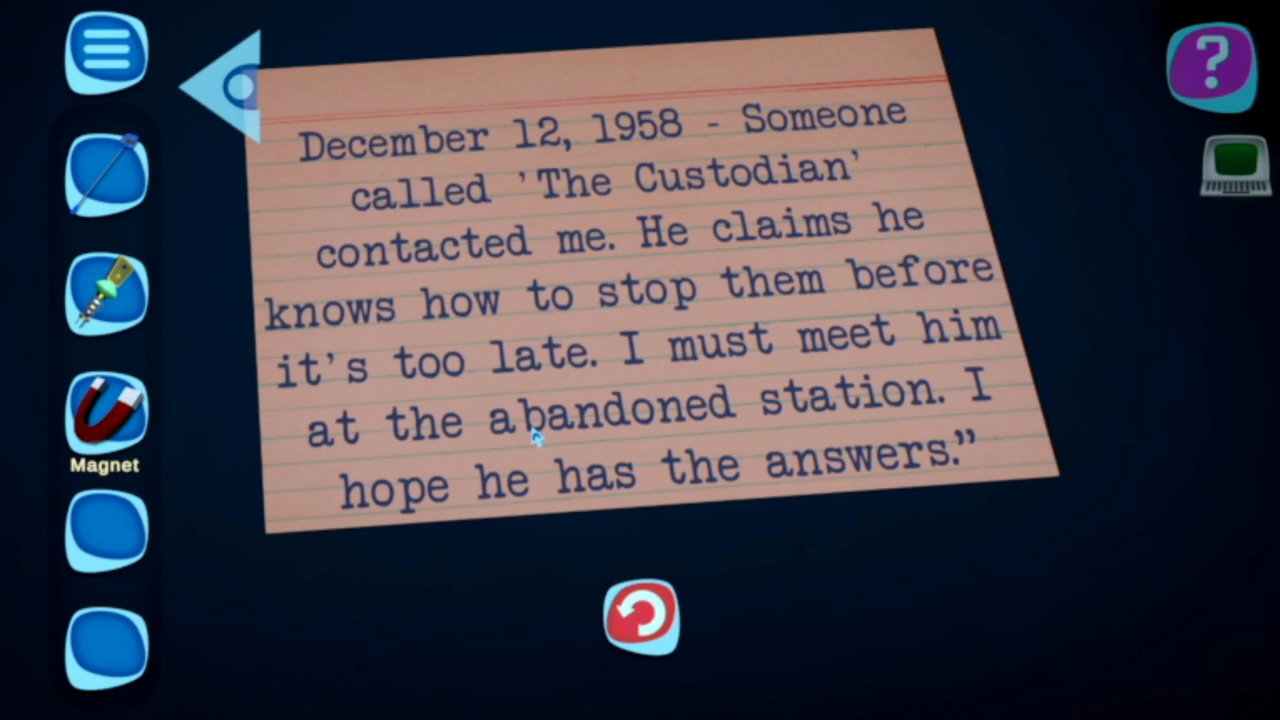 December 12, 1958 - Someone
called 'The Custodian'
contacted me. He claims he
knows how to stop them before
it's too late. I must meet him
at the abandoned station. I
hope he has the answers.”
Magnet
?